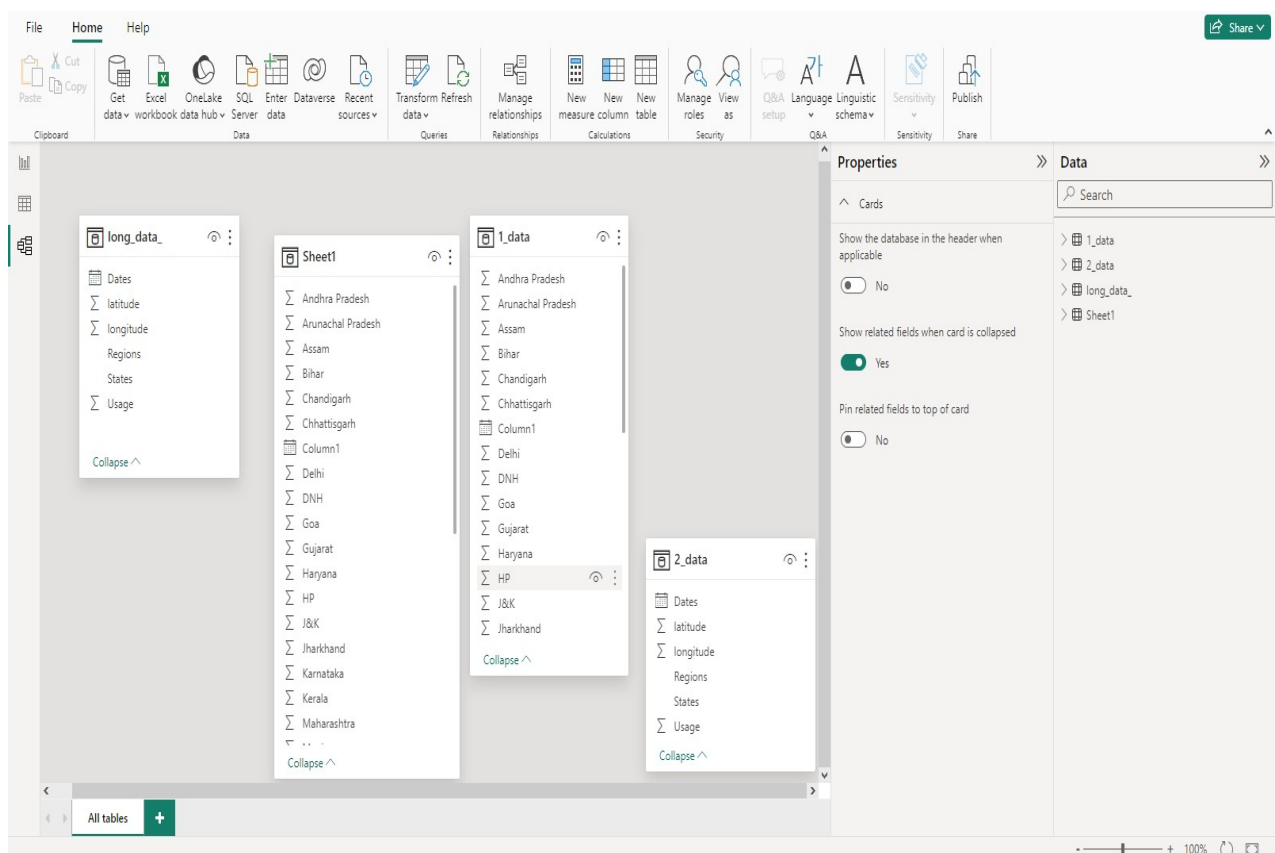 File Home Help
Share
Paste
Cut
Copy
Get data
Excel workbook
OneLake data hub
SQL Server
Enter data
Dataverse
Recent sources
Transform data
Refresh
Manage relationships
New measure
New column
New table
Manage roles
View as
Q&A setup
Language
Linguistic schema
Sensitivity
Publish
Clipboard
Data
Queries
Relationships
Calculations
Security
Q&A
Sensitivity
Share
long_data_
Dates
latitude
longitude
Regions
States
Usage
Collapse
Sheet1
Andhra Pradesh
Arunachal Pradesh
Assam
Bihar
Chandigarh
Chhattisgarh
Column1
Delhi
DNH
Goa
Gujarat
Haryana
HP
J&K
Jharkhand
Karnataka
Kerala
Maharashtra
Collapse
1_data
Andhra Pradesh
Arunachal Pradesh
Assam
Bihar
Chandigarh
Chhattisgarh
Column1
Delhi
DNH
Goa
Gujarat
Haryana
HP
J&K
Jharkhand
Collapse
2_data
Dates
latitude
longitude
Regions
States
Usage
Collapse
Properties
Cards
Show the database in the header when
applicable
No
Show related fields when card is collapsed
Yes
Pin related fields to top of card
No
Data
Search
1_data
2_data
long_data_
Sheet1
All tables +
- + 100%